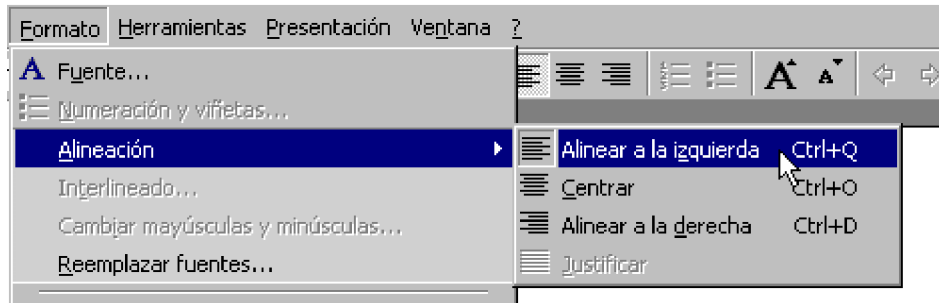 Formato Herramientas Presentación Ventana ?
A Fuente...
Numeración y viñetas...
Alineación
Alinear a la izquierda Ctrl+Q
Interlineado...
Centrar Ctrl+O
Cambiar mayúsculas y minúsculas...
Alinear a la derecha Ctrl+D
Reemplazar fuentes...
Justificar
A A